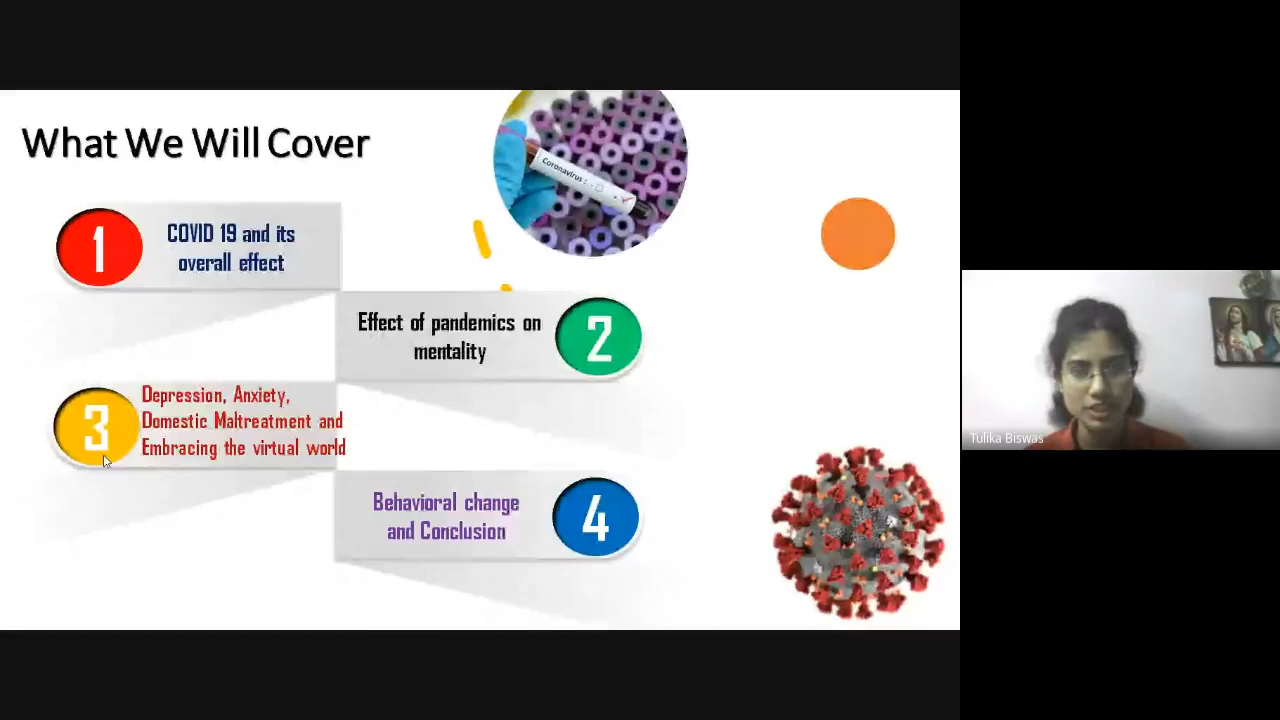 What We Will Cover
Coronavirus:
1
COVID 19 and its
overall effect
Effect of pandemics on
mentality
2
3
Depression, Anxiety,
Domestic Maltreatment and
Embracing the virtual world
Behavioral change
and Conclusion
4
Tulika Biswas